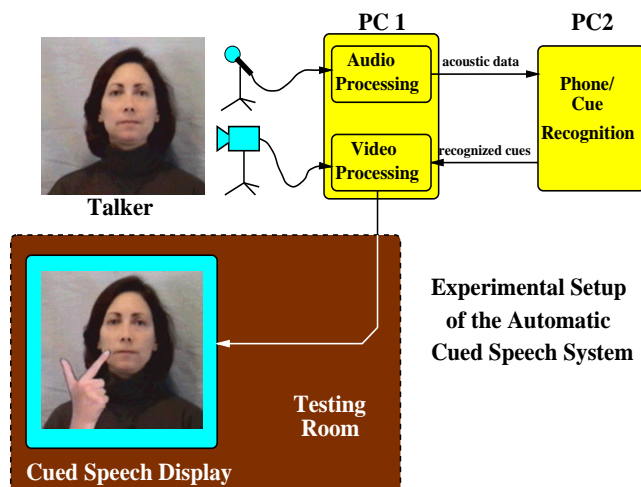 PC 1
PC2
Audio
Processing
acoustic data
Phone/
Cue
Recognition
Video
Processing
recognized cues
Talker
Experimental Setup
of the Automatic
Cued Speech System
Testing
Room
Cued Speech Display